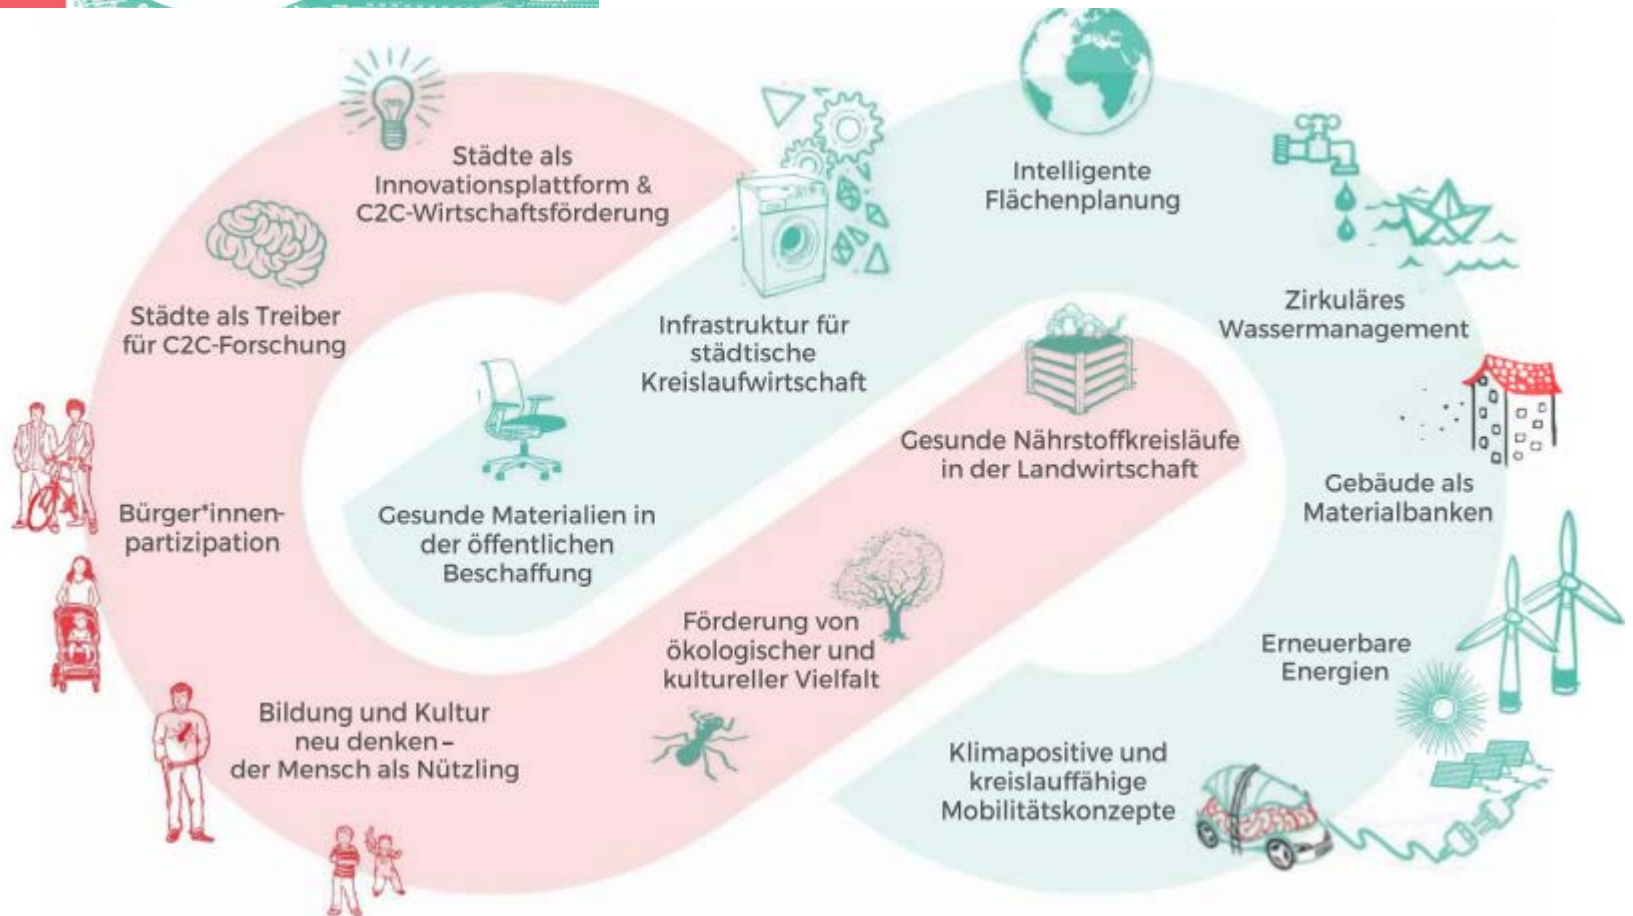 Städte als
Innovationsplattform &
C2C-Wirtschaftsförderung
Städte als Treiber
für C2C-Forschung
Bürger*innen-
partizipation
Bildung und Kultur
neu denken –
der Mensch als Nützling
Förderung von
ökologischer und
kultureller Vielfalt
Gesunde Nährstoffkreisläufe
in der Landwirtschaft
Gesunde Materialien in
der öffentlichen
Beschaffung
Infrastruktur für
städtische
Kreislaufwirtschaft
Intelligente
Flächenplanung
Zirkuläres
Wassermanagement
Gebäude als
Materialbanken
Erneuerbare
Energien
Klimapositive und
kreislauffähige
Mobilitätskonzepte